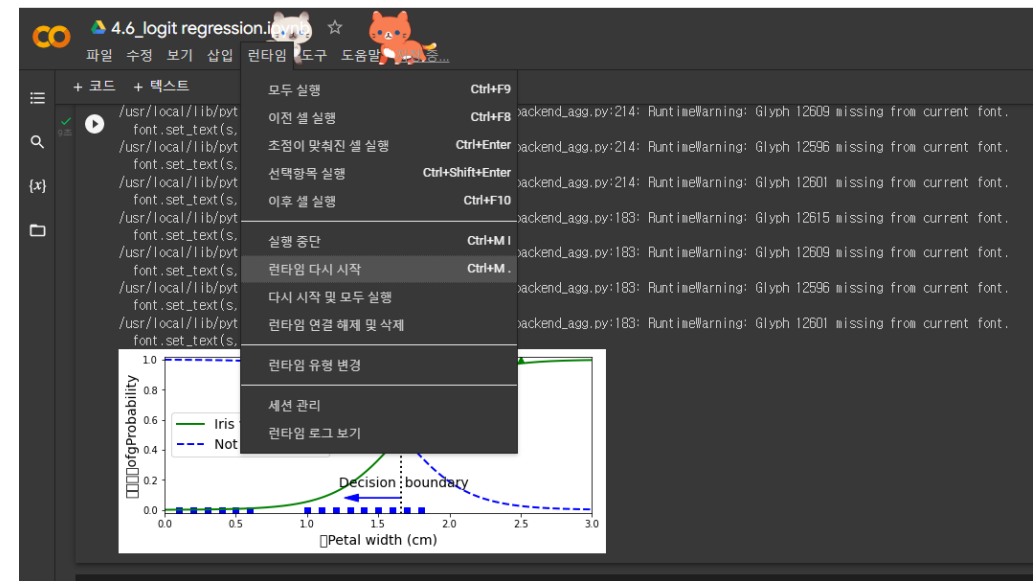 4.6_logit regression.ipynb
파일 수정 보기 삽입 런타임 도구 도움말
+ 코드 + 텍스트
모두 실행 Ctrl+F9
이전 셀 실행 Ctrl+F8
초점이 맞춰진 셀 실행 Ctrl+Enter
선택항목 실행 Ctrl+Shift+Enter
이후 셀 실행 Ctrl+F10
실행 중단 Ctrl+M I
런타임 다시 시작 Ctrl+M .
다시 시작 및 모두 실행
런타임 연결 해제 및 삭제
런타임 유형 변경
세션 관리
런타임 로그 보기
9초
{x}
/usr/local/lib/pyt backend_agg.py:214: RuntimeWarning: Glyph 12609 missing from current font.
font.set_text(s,
/usr/local/lib/pyt backend_agg.py:214: RuntimeWarning: Glyph 12596 missing from current font.
font.set_text(s,
/usr/local/lib/pyt backend_agg.py:214: RuntimeWarning: Glyph 12601 missing from current font.
font.set_text(s,
/usr/local/lib/pyt backend_agg.py:183: RuntimeWarning: Glyph 12615 missing from current font.
font.set_text(s,
/usr/local/lib/pyt backend_agg.py:183: RuntimeWarning: Glyph 12609 missing from current font.
font.set_text(s,
/usr/local/lib/pyt backend_agg.py:183: RuntimeWarning: Glyph 12596 missing from current font.
font.set_text(s,
/usr/local/lib/pyt backend_agg.py:183: RuntimeWarning: Glyph 12601 missing from current font.
font.set_text(s,
1.0
0.8
0.6
0.4
0.2
0.0
□□□□ofgProbability
Iris
Not
Decision boundary
0.0 0.5 1.0 1.5 2.0 2.5 3.0
□Petal width (cm)